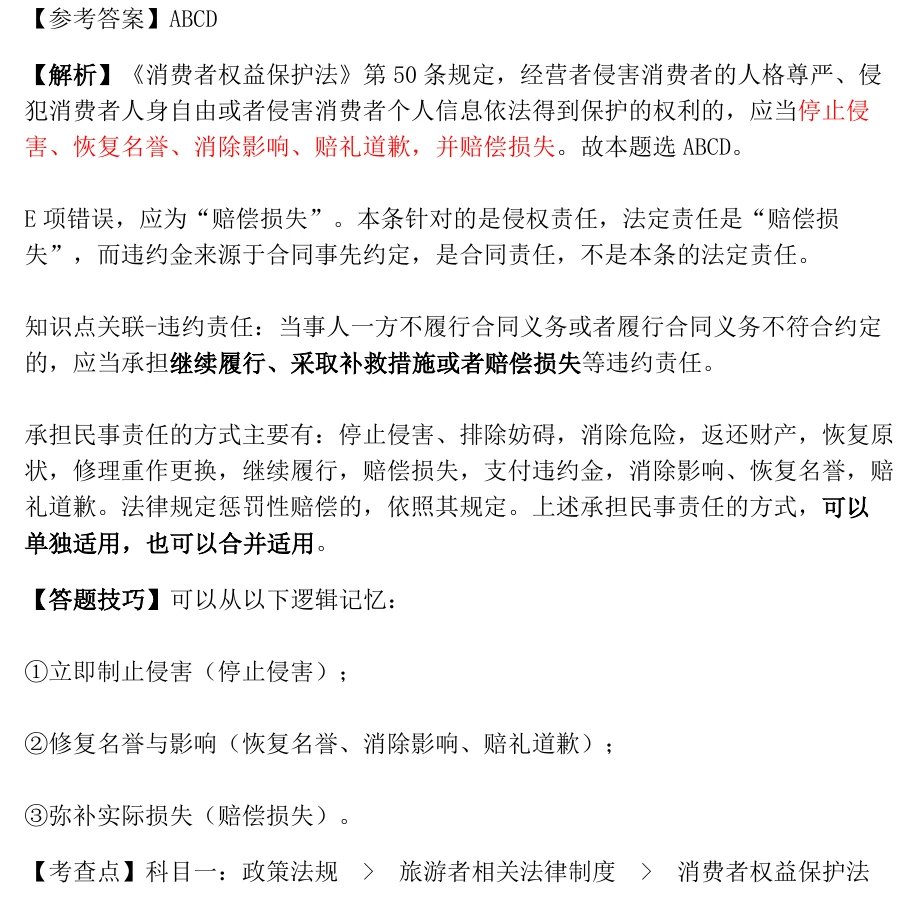 【参考答案】ABCD
【解析】《消费者权益保护法》第 50 条规定，经营者侵害消费者的人格尊严、侵
犯消费者人身自由或者侵害消费者个人信息依法得到保护的权利的，应当停止侵
害、恢复名誉、消除影响、赔礼道歉，并赔偿损失。故本题选 ABCD。
E 项错误，应为“赔偿损失”。本条针对的是侵权责任，法定责任是“赔偿损
失”，而违约金来源于合同事先约定，是合同责任，不是本条的法定责任。
知识点关联-违约责任：当事人一方不履行合同义务或者履行合同义务不符合约定
的，应当承担继续履行、采取补救措施或者赔偿损失等违约责任。
承担民事责任的方式主要有：停止侵害、排除妨碍，消除危险，返还财产，恢复原
状，修理重作更换，继续履行，赔偿损失，支付违约金，消除影响、恢复名誉，赔
礼道歉。法律规定惩罚性赔偿的，依照其规定。上述承担民事责任的方式，可以
单独适用，也可以合并适用。
【答题技巧】可以从以下逻辑记忆：
①立即制止侵害（停止侵害）；
②修复名誉与影响（恢复名誉、消除影响、赔礼道歉）；
③弥补实际损失（赔偿损失）。
【考查点】科目一：政策法规 > 旅游者相关法律制度 > 消费者权益保护法